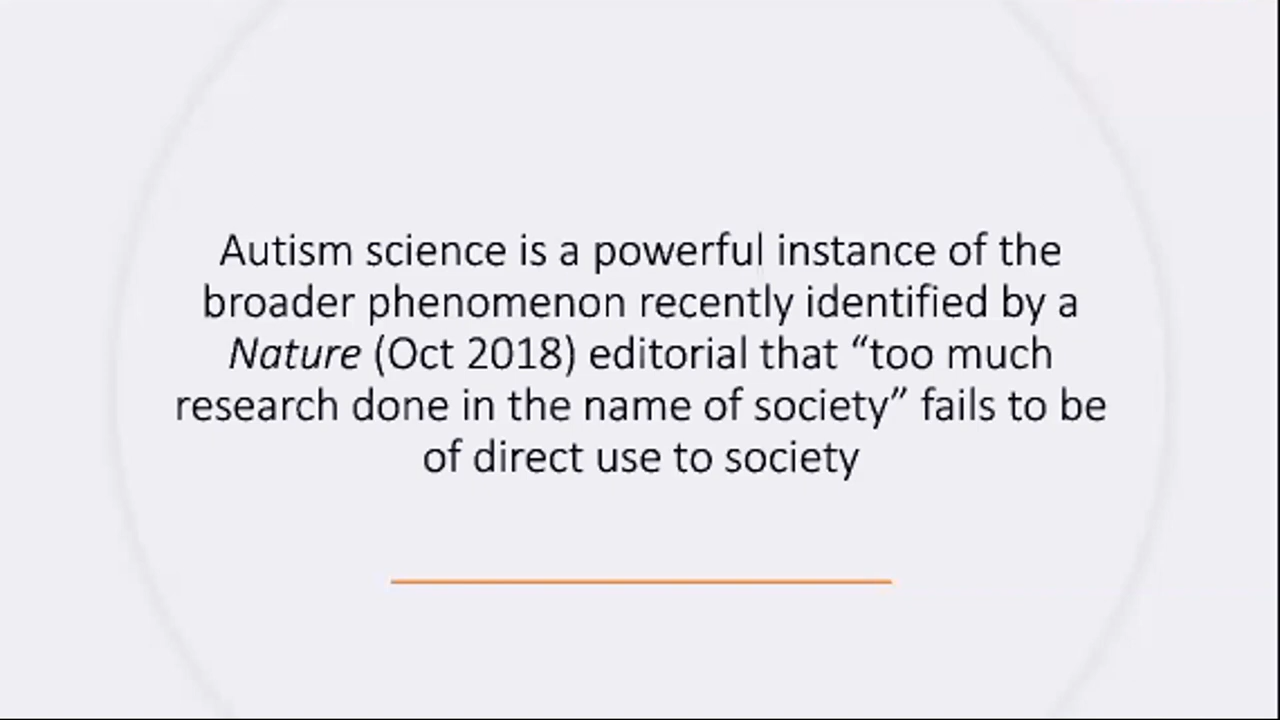 Autism science is a powerful instance of the
broader phenomenon recently identified by a
Nature (Oct 2018) editorial that “too much
research done in the name of society” fails to be
of direct use to society